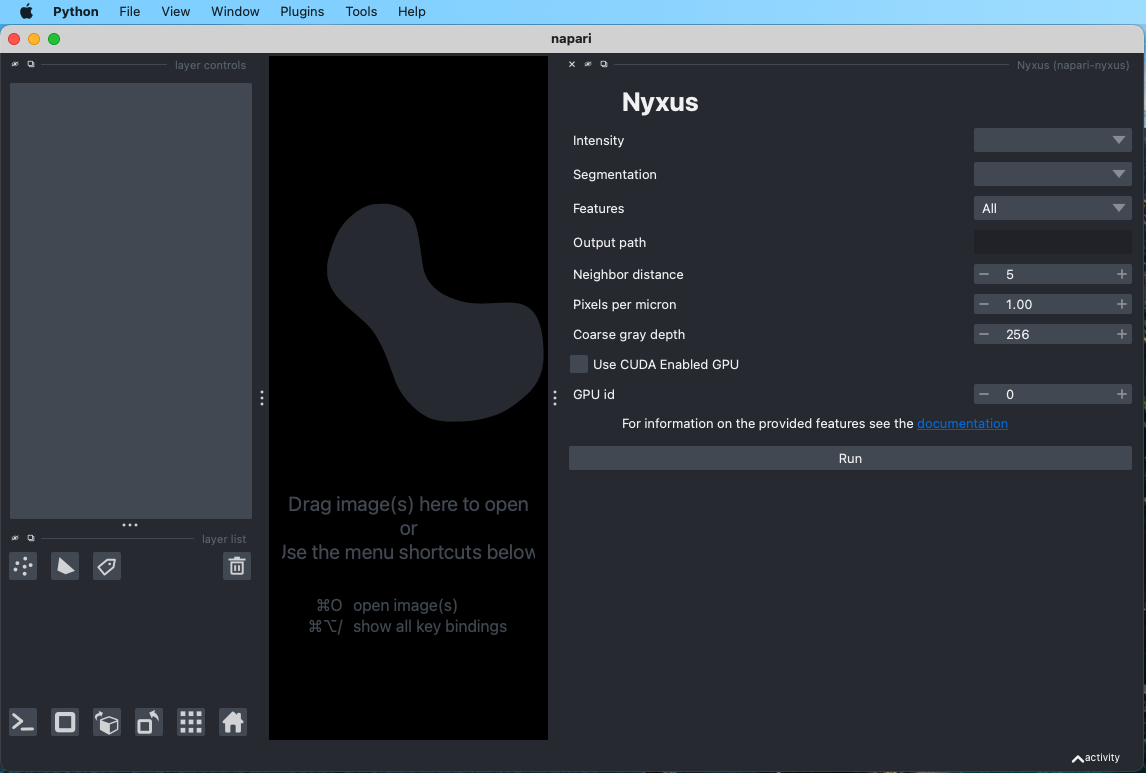 Python File View Window Plugins Tools Help
napari
layer controls
Nyxus (napari-nyxus)
Nyxus
Intensity
Segmentation
Features All
Output path
Neighbor distance 5
Pixels per micron 1.00
Coarse gray depth 256
Use CUDA Enabled GPU
GPU id 0
For information on the provided features see the documentation
Run
Drag image(s) here to open
or
Use the menu shortcuts below
⌘O open image(s)
⌘⌥/ show all key bindings
layer list
activity